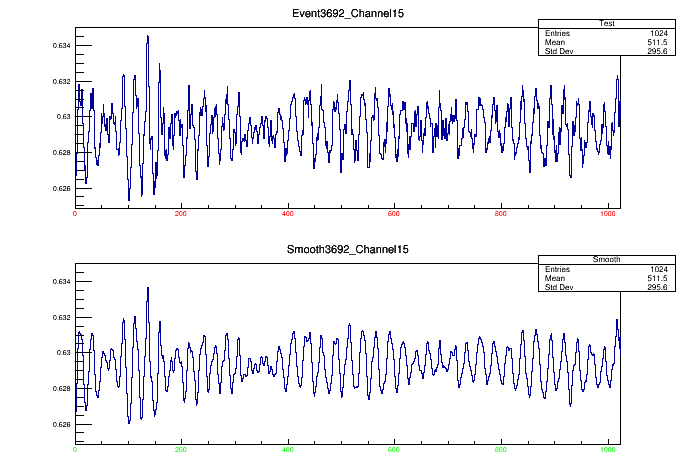 Event3692_Channel15
Test
Entries 1024
Mean 511.5
Std Dev 295.6
0.634
0.632
0.63
0.628
0.626
0 200 400 600 800 1000
Smooth3692_Channel15
Smooth
Entries 1024
Mean 511.5
Std Dev 295.6
0.634
0.632
0.63
0.628
0.626
0 200 400 600 800 1000